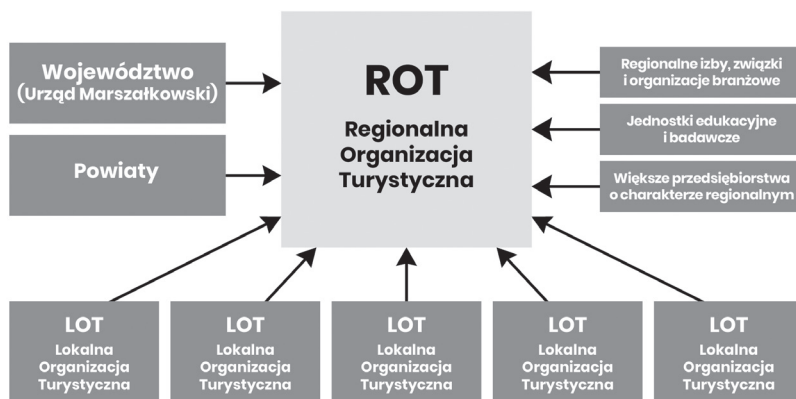 Województwo
(Urząd Marszałkowski)
Powiaty
ROT
Regionalna
Organizacja
Turystyczna
Regionalne izby, związki
i organizacje branżowe
Jednostki edukacyjne
i badawcze
Większe przedsiębiorstwa
o charakterze regionalnym
LOT
Lokalna
Organizacja
Turystyczna
LOT
Lokalna
Organizacja
Turystyczna
LOT
Lokalna
Organizacja
Turystyczna
LOT
Lokalna
Organizacja
Turystyczna
LOT
Lokalna
Organizacja
Turystyczna